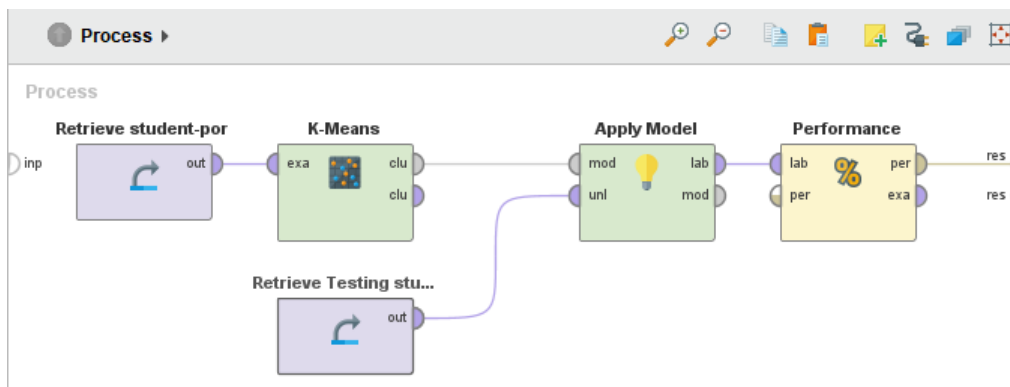 Process
Process
Retrieve student-por
K-Means
Apply Model
Performance
inp
out
exa
clu
clu
mod
unl
lab
mod
lab
per
per
exa
res
res
Retrieve Testing stu...
out